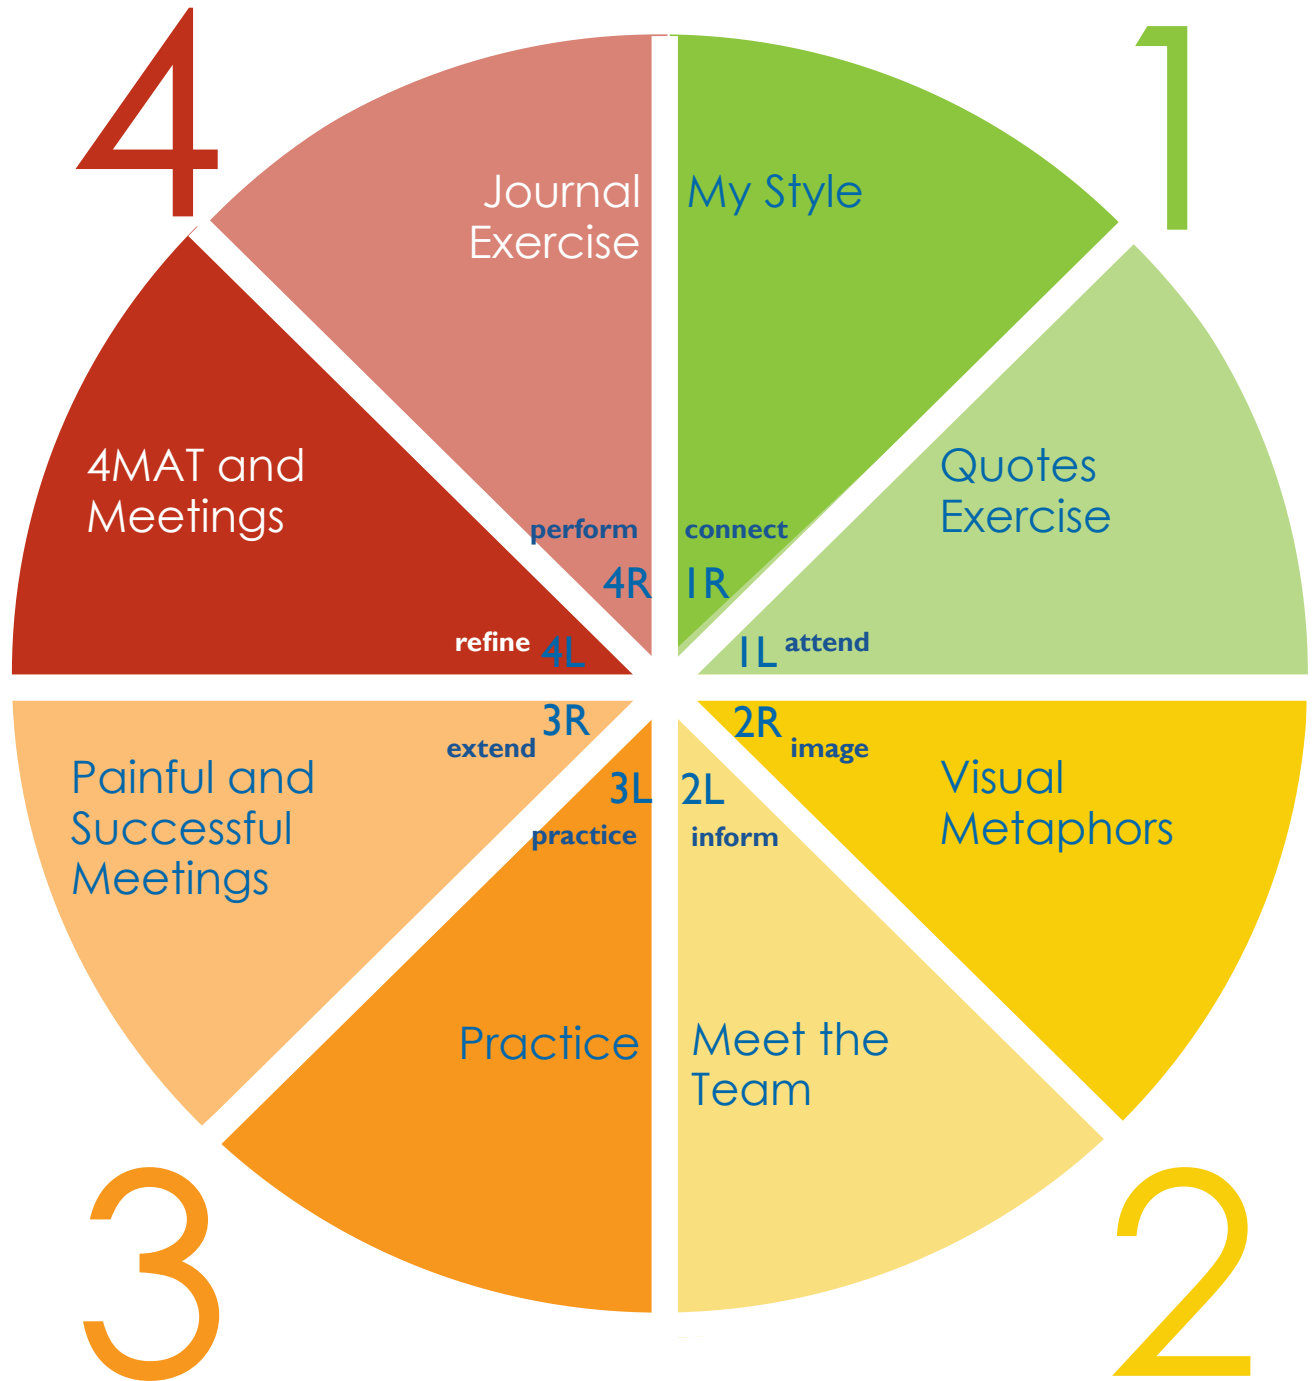 4
1
Journal
Exercise
My Style
4MAT and
Meetings
Quotes
Exercise
perform
connect
4R
1R
refine
4L
1L
attend
3R
2R
extend
image
Painful and
Successful
Meetings
Visual
Metaphors
3L
2L
practice
inform
Practice
Meet the
Team
3
2